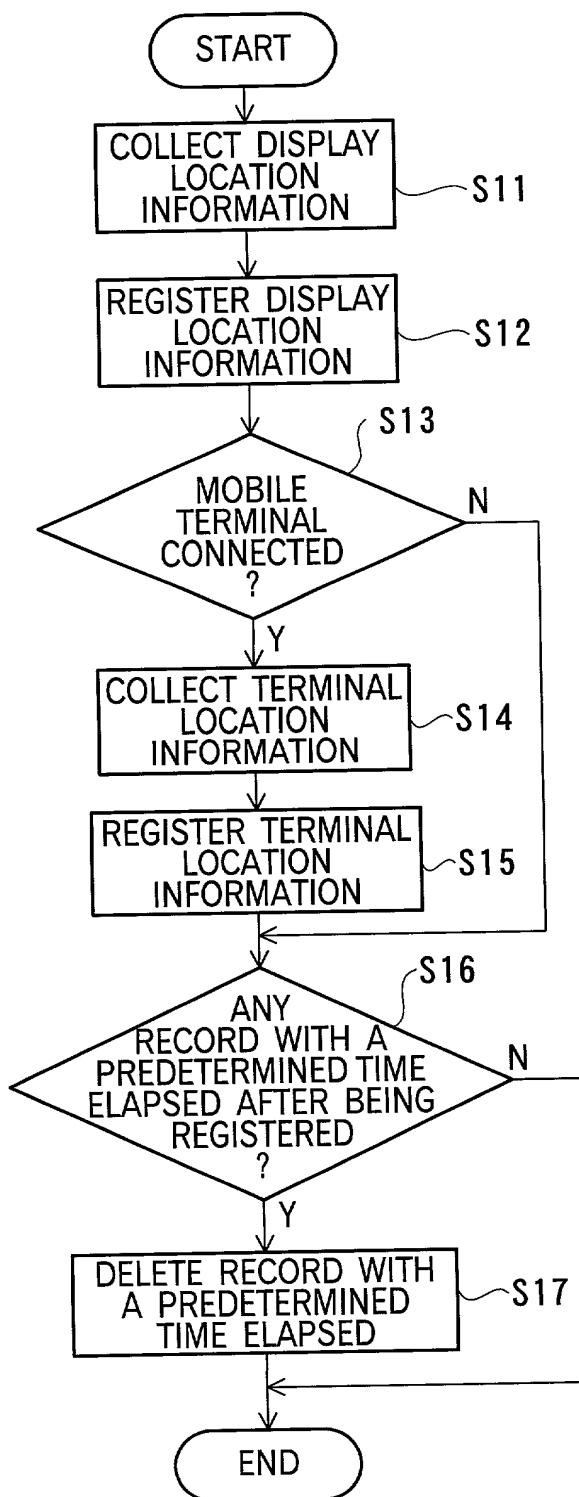 START
COLLECT DISPLAY
LOCATION
INFORMATION
S11
REGISTER DISPLAY
LOCATION
INFORMATION
S12
S13
MOBILE
TERMINAL
CONNECTED
?
N
Y
COLLECT TERMINAL
LOCATION
INFORMATION
S14
REGISTER TERMINAL
LOCATION
INFORMATION
S15
S16
ANY
RECORD WITH A
PREDETERMINED TIME
ELAPSED AFTER BEING
REGISTERED
?
N
Y
DELETE RECORD WITH
A PREDETERMINED
TIME ELAPSED
S17
END